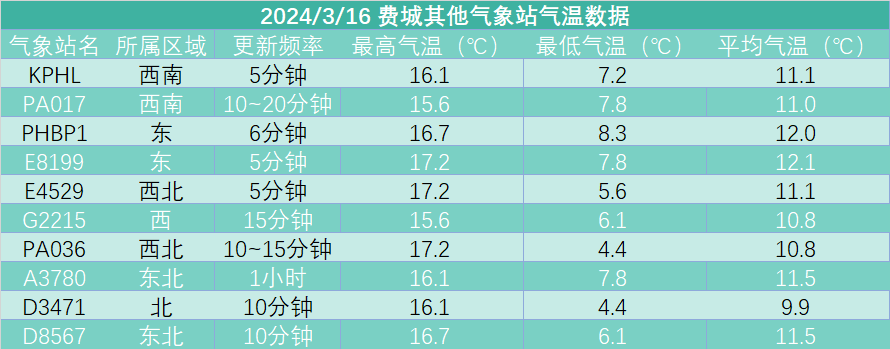 2024/3/16 费城其他气象站气温数据
气象站名 所属区域 更新频率 最高气温（℃） 最低气温（℃） 平均气温（℃）
KPHL 西南 5分钟 16.1 7.2 11.1
PA017 西南 10~20分钟 15.6 7.8 11.0
PHBP1 东 6分钟 16.7 8.3 12.0
E8199 东 5分钟 17.2 7.8 12.1
E4529 西北 5分钟 17.2 5.6 11.1
G2215 西 15分钟 15.6 6.1 10.8
PA036 西北 10~15分钟 17.2 4.4 10.8
A3780 东北 1小时 16.1 7.8 11.5
D3471 北 10分钟 16.1 4.4 9.9
D8567 东北 10分钟 16.7 6.1 11.5